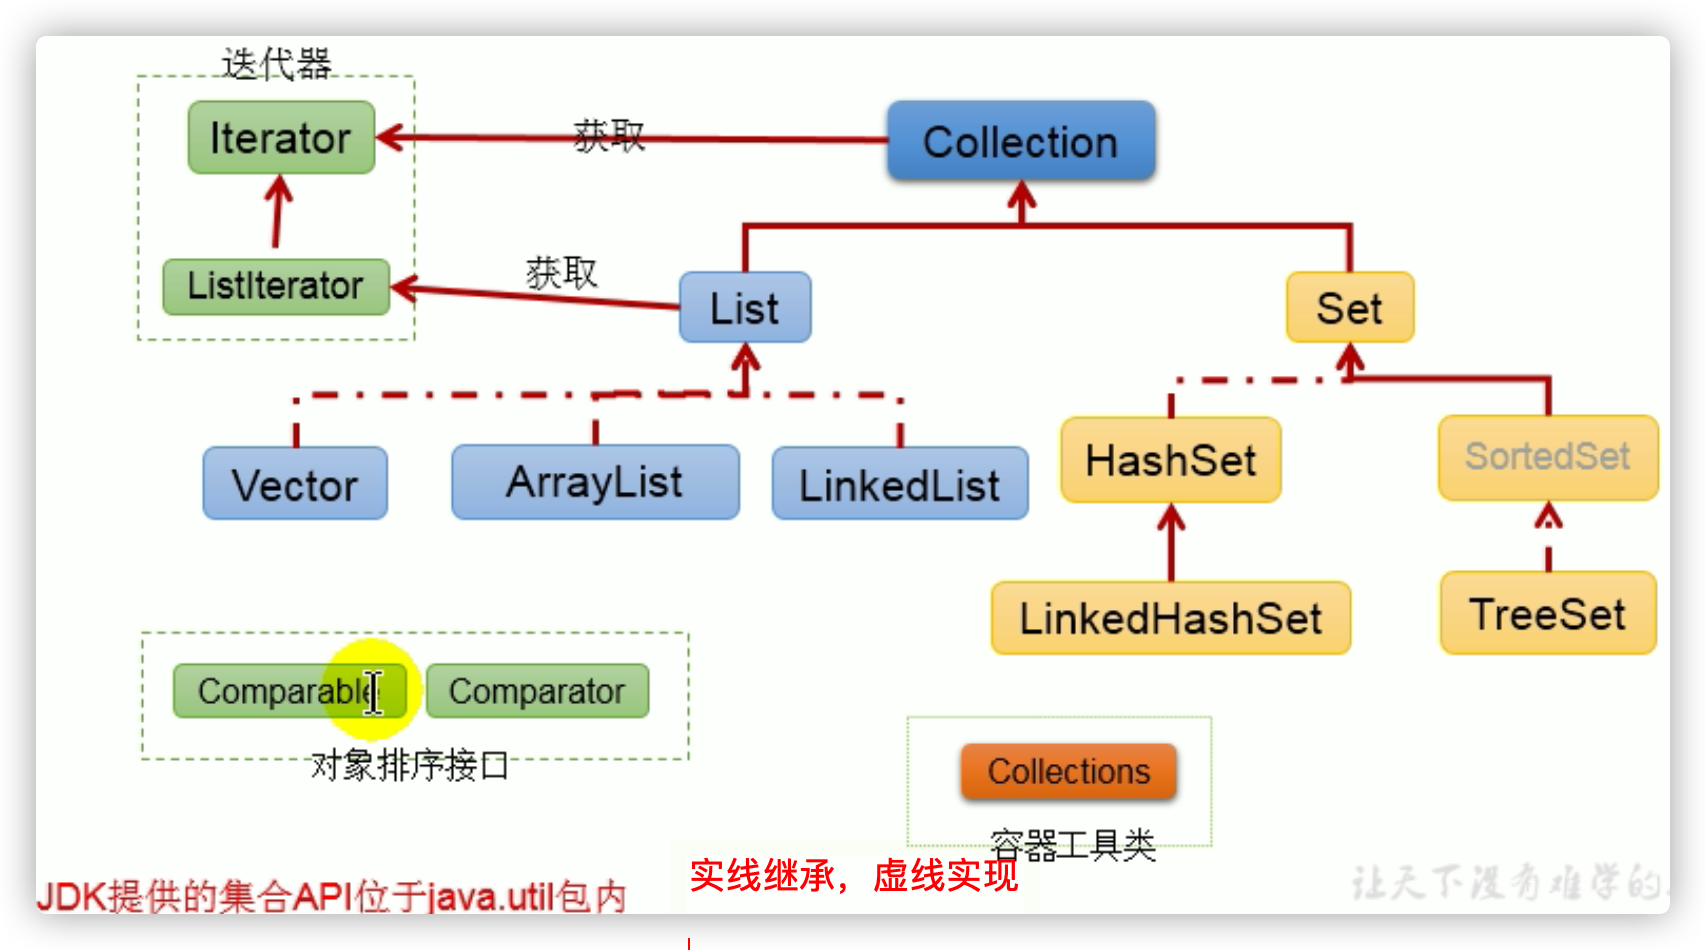 迭代器
Iterator
获取
Collection
ListIterator
获取
List
Set
Vector
ArrayList
LinkedList
HashSet
SortedSet
LinkedHashSet
TreeSet
Comparable
Comparator
对象排序接口
Collections
容器工具类
实线继承，虚线实现
JDK提供的集合API位于java.util包内
让天下没有难学的